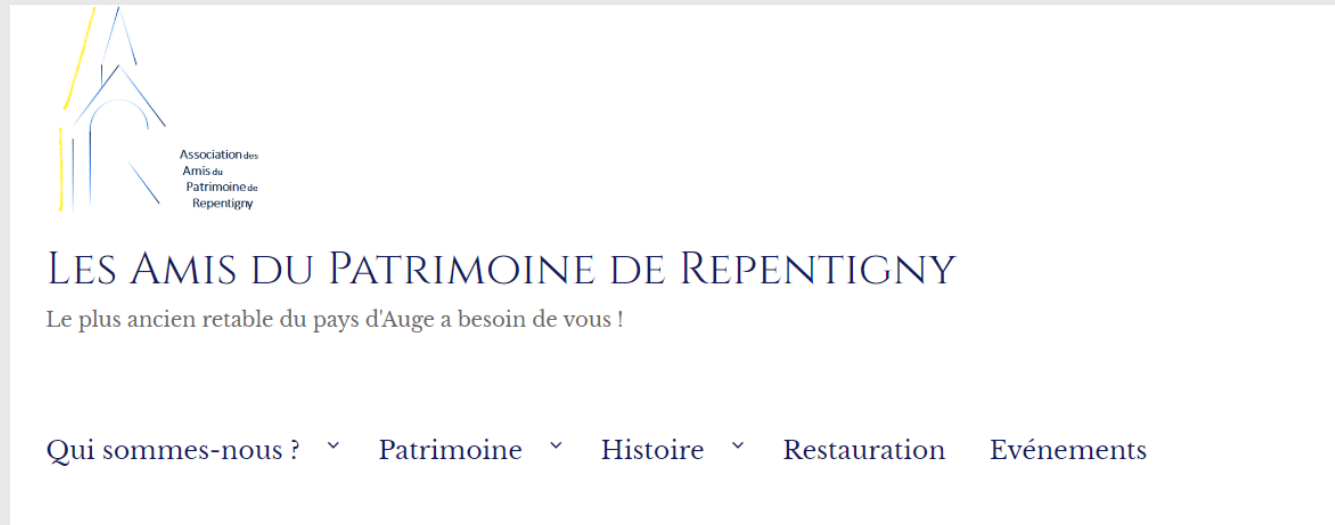 Association des
Amis du
Patrimoine de
Repentigny
Les Amis du Patrimoine de Repentigny
Le plus ancien retable du pays d'Auge a besoin de vous !
Qui sommes-nous ? Patrimoine Histoire Restauration Evénements